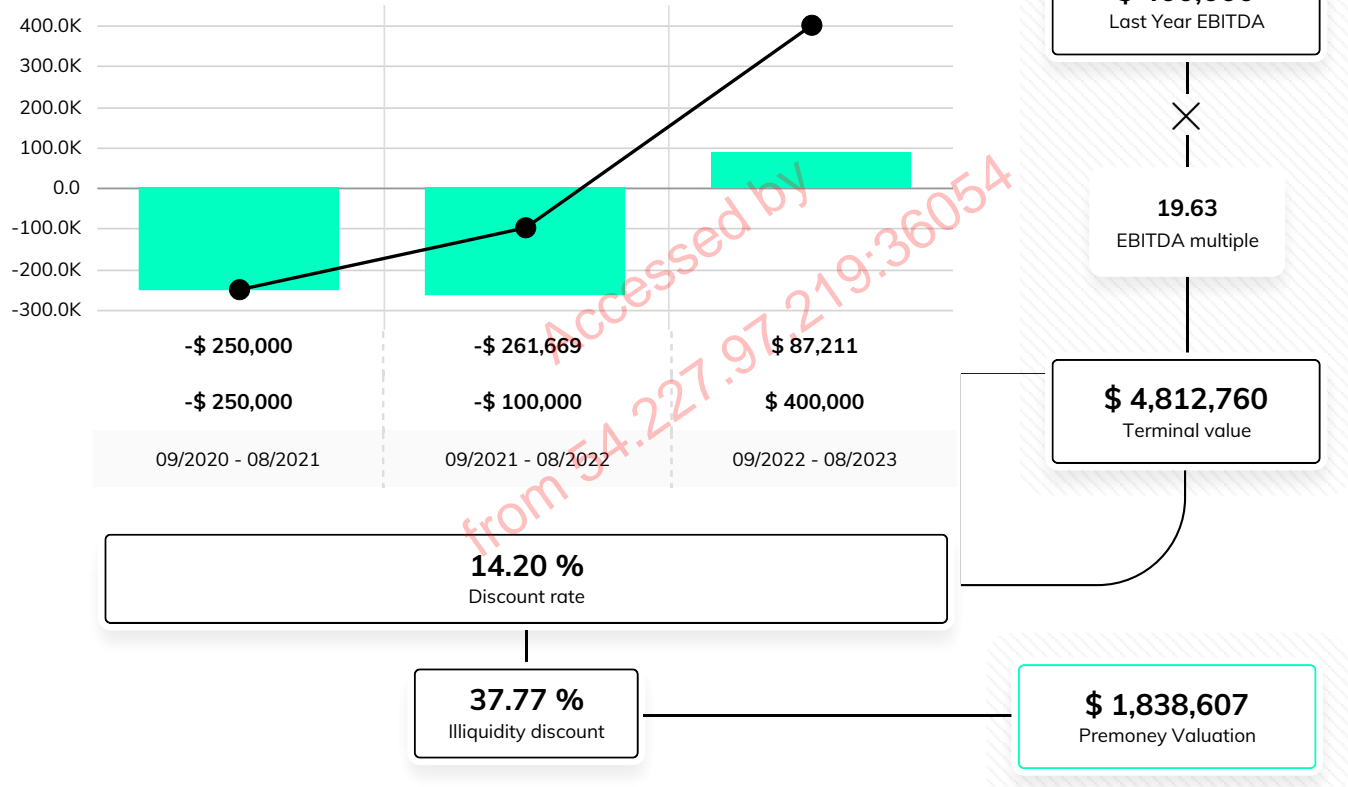 400.0K
300.0K
200.0K
100.0K
0.0
-100.0K
-200.0K
-300.0K
-$ 250,000 -$ 261,669 $ 87,211
-$ 250,000 -$ 100,000 $ 400,000
09/2020 - 08/2021 09/2021 - 08/2022 09/2022 - 08/2023
Accessed by
from 54.227.97.219:36054
14.20 %
Discount rate
37.77 %
Illiquidity discount
Last Year EBITDA
19.63
EBITDA multiple
$ 4,812,760
Terminal value
$ 1,838,607
Premoney Valuation